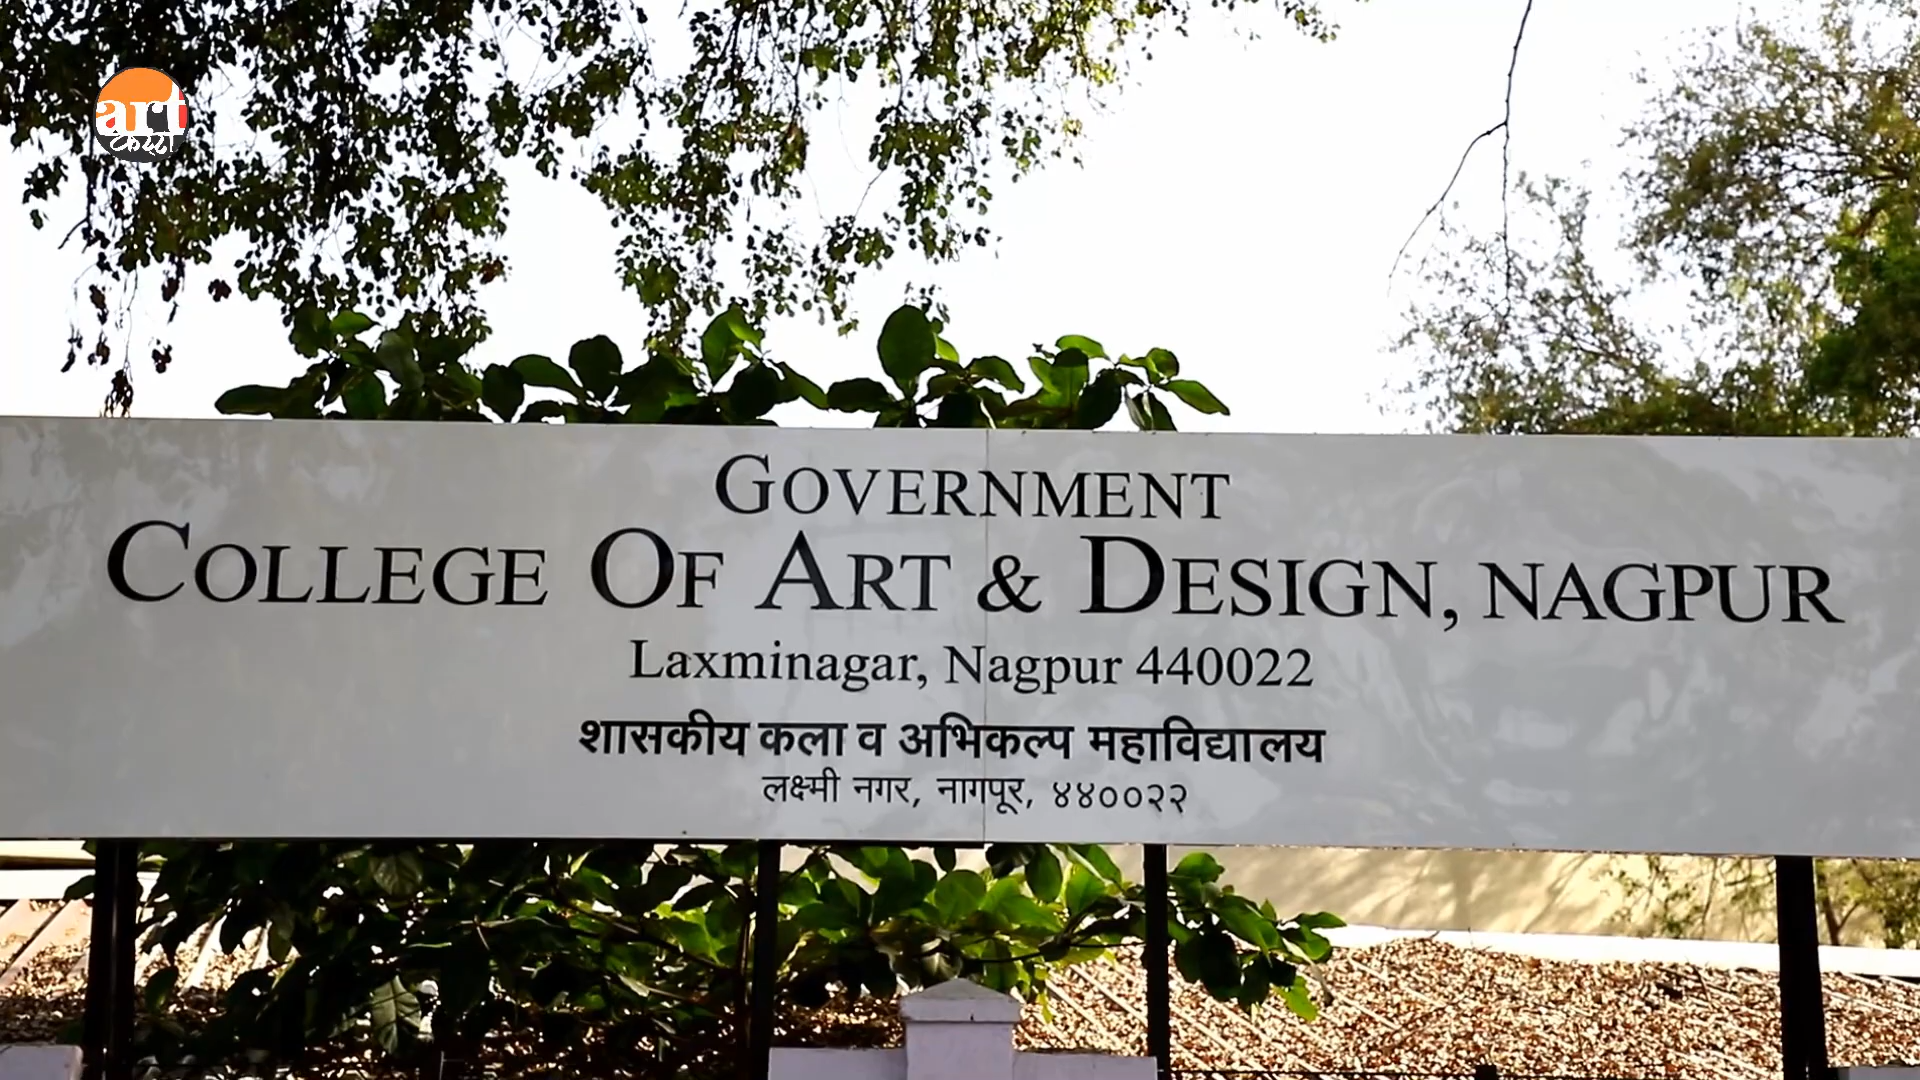 art
कला
GOVERNMENT
COLLEGE OF ART & DESIGN, NAGPUR
Laxminagar, Nagpur 440022
शासकीय कला व अभिकल्प महाविद्यालय
लक्ष्मी नगर, नागपूर, ४४००२२